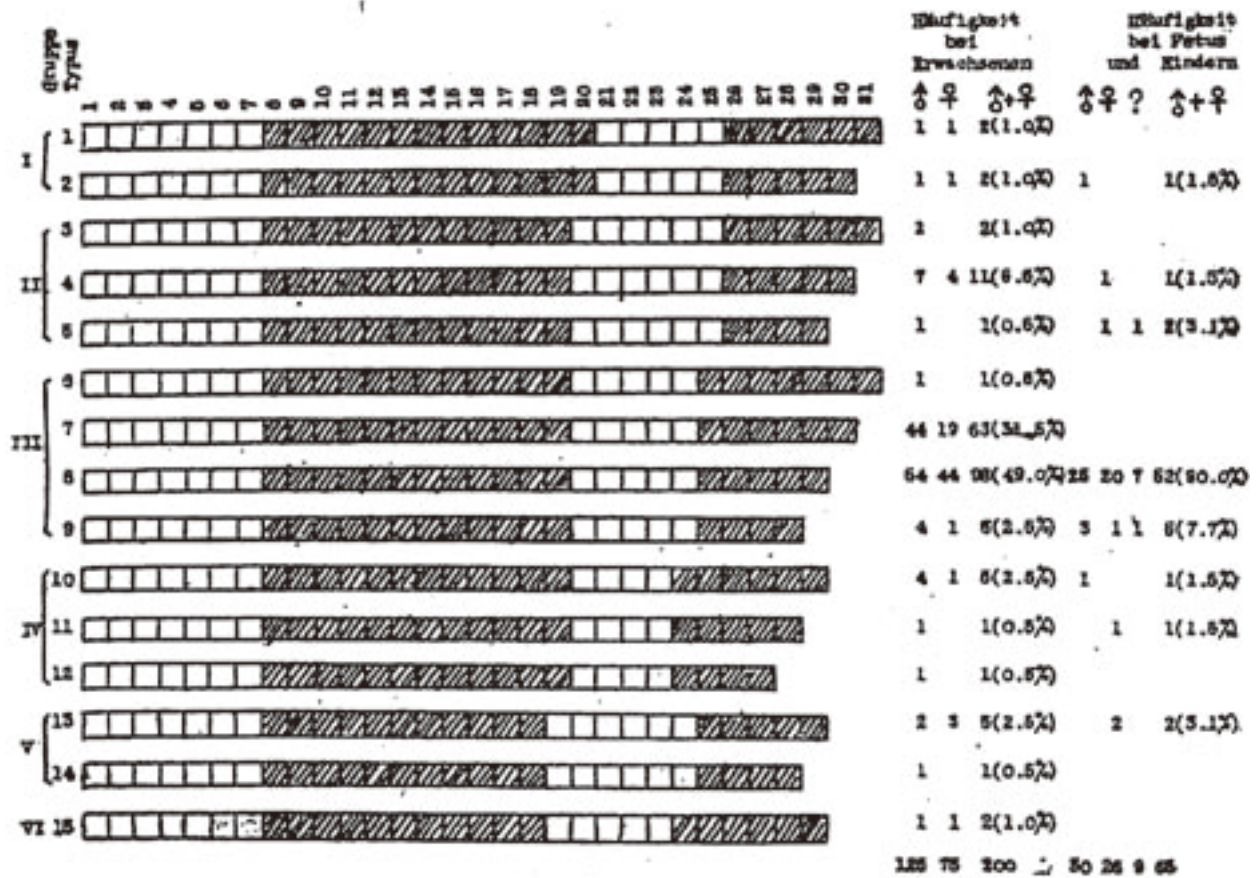 Häufigkeit Häufigkeit
bei bei Fetus
Erwachsenen und Kindern
Gruppe
Typus
1 2 3 4 5 6 7 8 9 10 11 12 13 14 15 16 17 18 19 20 21 22 23 24 25 26 27 28 29 30 31 ♂ ♀ ♂+♀ ♂ ♀ ? ♂+♀
I 1 1 1 2(1.0%)
2 1 1 2(1.0%) 1 1(1.5%)
3 2 2(1.0%)
II 4 7 4 11(5.5%) 1 1(1.5%)
5 1 1(0.5%) 1 1 2(3.1%)
6 1 1(0.5%)
III 7 44 19 63(31.5%)
8 54 44 98(49.0%) 25 20 7 52(80.0%)
9 4 1 5(2.5%) 3 1 1 5(7.7%)
10 4 1 5(2.5%) 1 1(1.5%)
IV 11 1 1(0.5%) 1 1(1.5%)
12 1 1(0.5%)
V 13 2 3 5(2.5%) 2 2(3.1%)
14 1 1(0.5%)
VI 15 1 1 2(1.0%)
125 75 200 30 26 9 65